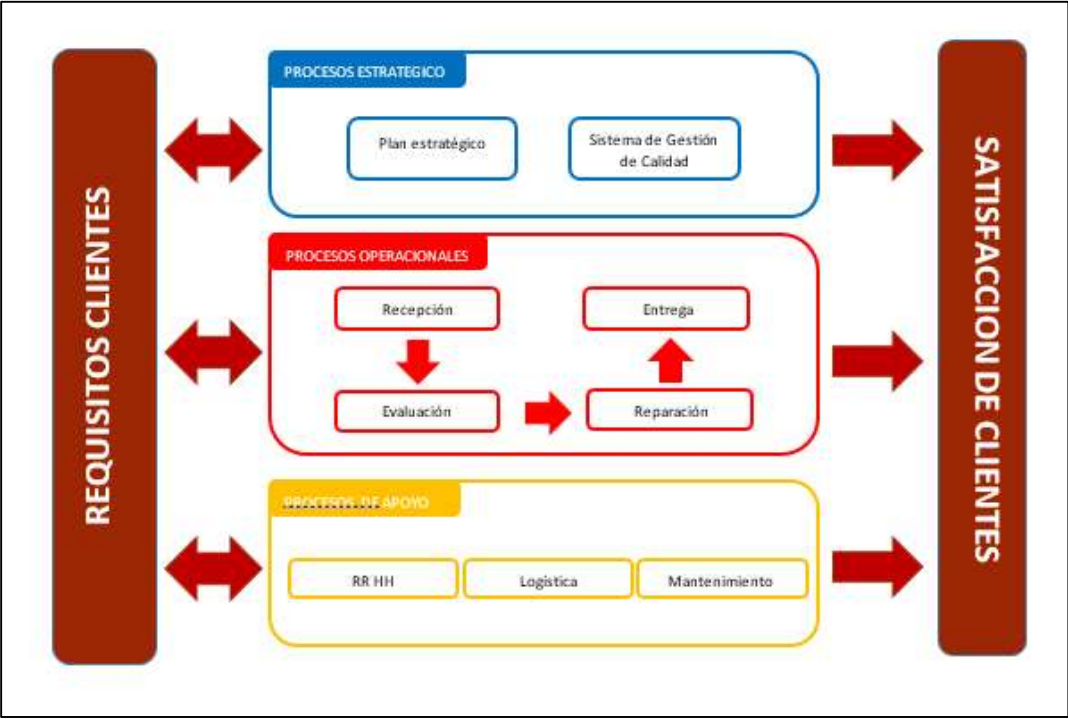 REQUISITOS CLIENTES
PROCESOS ESTRATEGICO
Plan estratégico
Sistema de Gestión
de Calidad
PROCESOS OPERACIONALES
Recepción
Entrega
Evaluación
Reparación
PROCESOS DE APOYO
RR HH
Logística
Mantenimiento
SATISFACCION DE CLIENTES